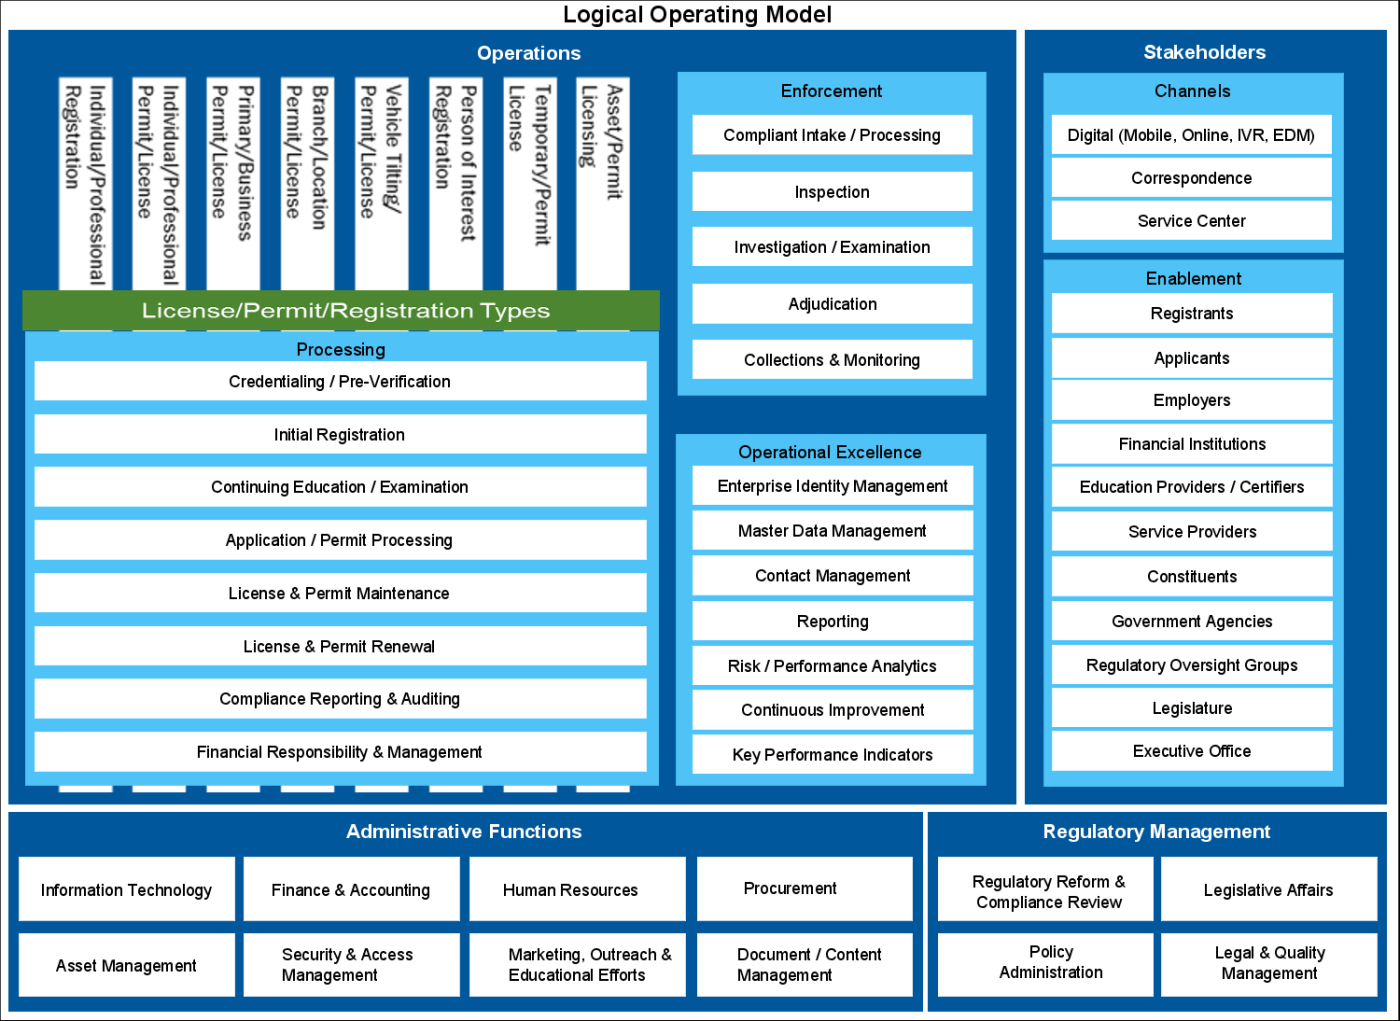 Logical Operating Model
Operations
Individual/Professional
Registration
Individual/Professional
Permit/License
Primary/Business
Permit/License
Branch/Location
Permit/License
Vehicle Tilting/
Permit/License
Person of Interest
Registration
Temporary/Permit
License
Asset/Permit
Licensing
License/Permit/Registration Types
Processing
Credentialing / Pre-Verification
Initial Registration
Continuing Education / Examination
Application / Permit Processing
License & Permit Maintenance
License & Permit Renewal
Compliance Reporting & Auditing
Financial Responsibility & Management
Enforcement
Compliant Intake / Processing
Inspection
Investigation / Examination
Adjudication
Collections & Monitoring
Operational Excellence
Enterprise Identity Management
Master Data Management
Contact Management
Reporting
Risk / Performance Analytics
Continuous Improvement
Key Performance Indicators
Stakeholders
Channels
Digital (Mobile, Online, IVR, EDM)
Correspondence
Service Center
Enablement
Registrants
Applicants
Employers
Financial Institutions
Education Providers / Certifiers
Service Providers
Constituents
Government Agencies
Regulatory Oversight Groups
Legislature
Executive Office
Administrative Functions
Information Technology
Finance & Accounting
Human Resources
Procurement
Asset Management
Security & Access
Management
Marketing, Outreach &
Educational Efforts
Document / Content
Management
Regulatory Management
Regulatory Reform &
Compliance Review
Legislative Affairs
Policy
Administration
Legal & Quality
Management